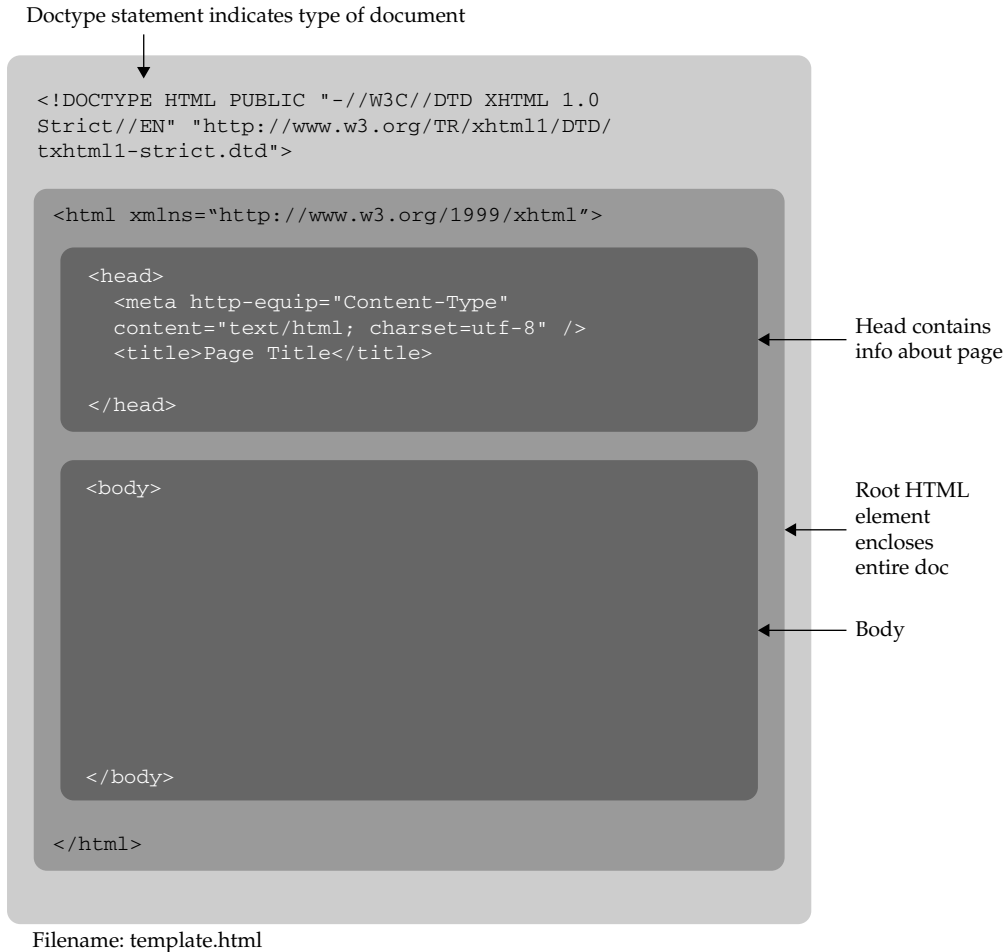 Doctype statement indicates type of document
<!DOCTYPE HTML PUBLIC "-//W3C//DTD XHTML 1.0
Strict//EN" "http://www.w3.org/TR/xhtml1/DTD/
txhtml1-strict.dtd">
<html xmlns=“http://www.w3.org/1999/xhtml”>
<head>
<meta http-equip="Content-Type"
content="text/html; charset=utf-8" />
<title>Page Title</title>
</head>
Head contains
info about page
<body>
Root HTML
element
encloses
entire doc
Body
</body>
</html>
Filename: template.html